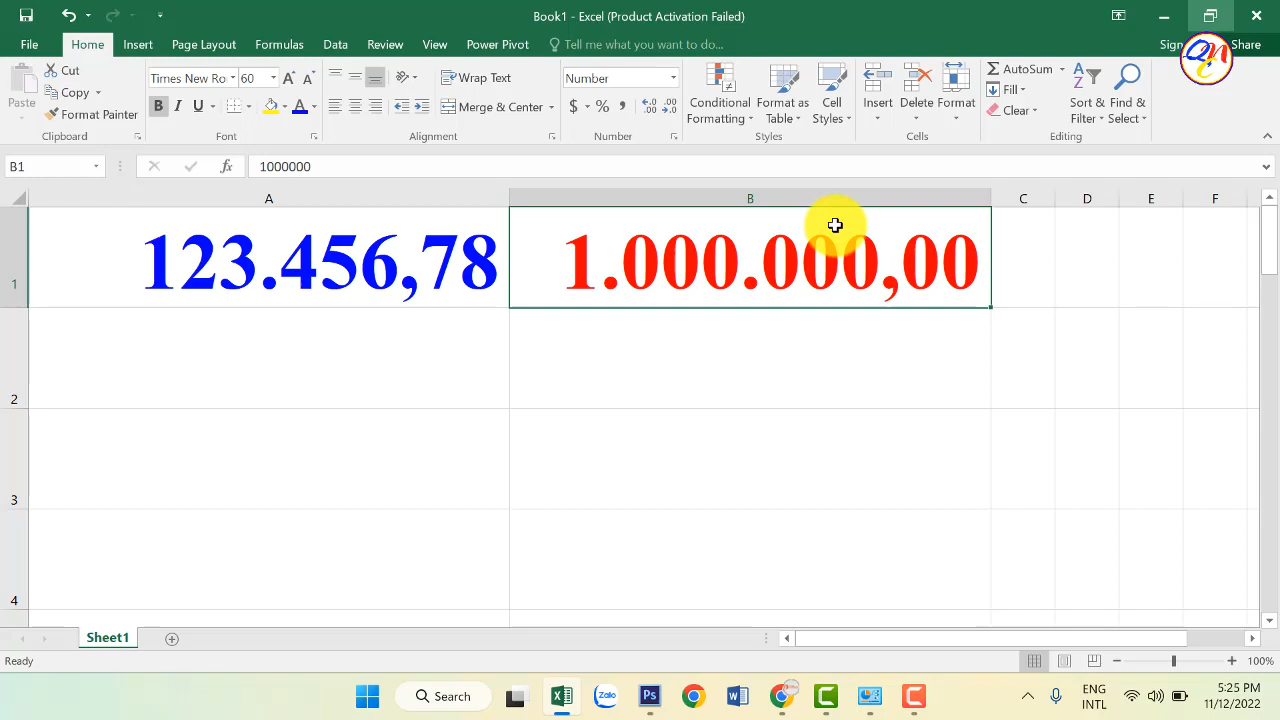 Book1 - Excel (Product Activation Failed)
File Home Insert Page Layout Formulas Data Review View Power Pivot Tell me what you want to do... Share
Paste
Cut
Copy
Format Painter
Clipboard
Times New Ro 60
B I U A
Font
Wrap Text
Merge & Center
Alignment
Number
$ % ,
Number
Conditional Formatting
Format as Table
Cell Styles
Styles
Insert
Delete
Format
Cells
AutoSum
Fill
Clear
Sort & Filter
Find & Select
Editing
B1 fx 1000000
A B C D E F
1 123.456,78 1.000.000,00
2
3
4
Sheet1
Ready 100%
Search
Zalo
Ps
W
ENG
INTL
5:25 PM
11/12/2022